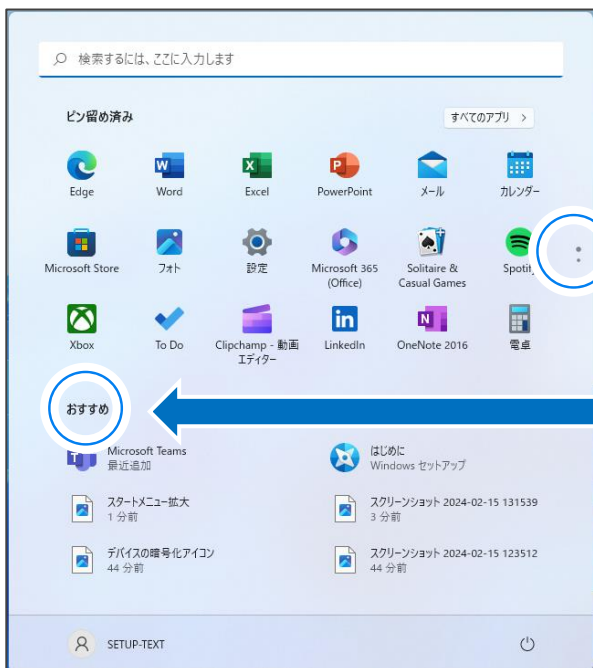 検索するには、ここに入力します
ピン留め済み
すべてのアプリ >
Edge
Word
Excel
PowerPoint
メール
カレンダー
Microsoft Store
フォト
設定
Microsoft 365
(Office)
Solitaire &
Casual Games
Spotify
Xbox
To Do
Clipchamp - 動画
エディター
LinkedIn
OneNote 2016
電卓
おすすめ
Microsoft Teams
最近追加
はじめに
Windows セットアップ
スタートメニュー拡大
1 分前
スクリーンショット 2024-02-15 131539
3 分前
デバイスの暗号化アイコン
44 分前
スクリーンショット 2024-02-15 123512
44 分前
SETUP-TEXT